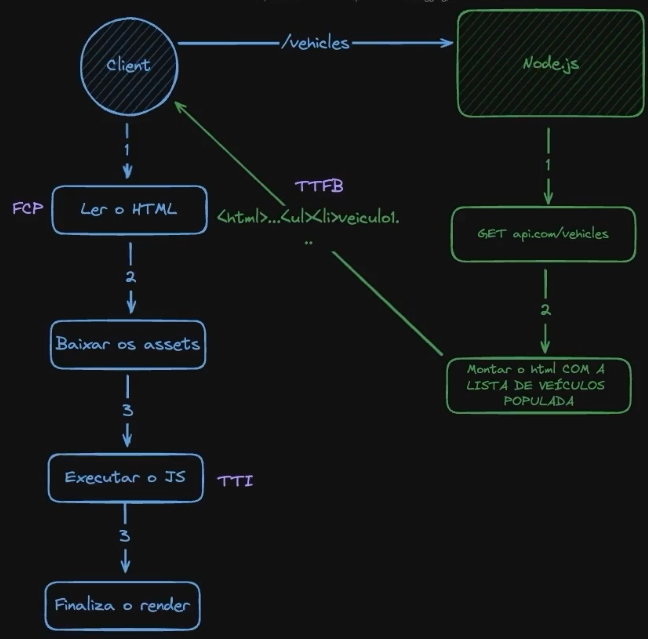 Client
/vehicles
Node.js
1
1
FCP
Ler o HTML
TTFB
<html>...<ul><li>veiculo1.
..
GET api.com/vehicles
2
2
Baixar os assets
Montar o html COM A
LISTA DE VEÍCULOS
POPULADA
3
Executar o JS
TTI
3
Finaliza o render